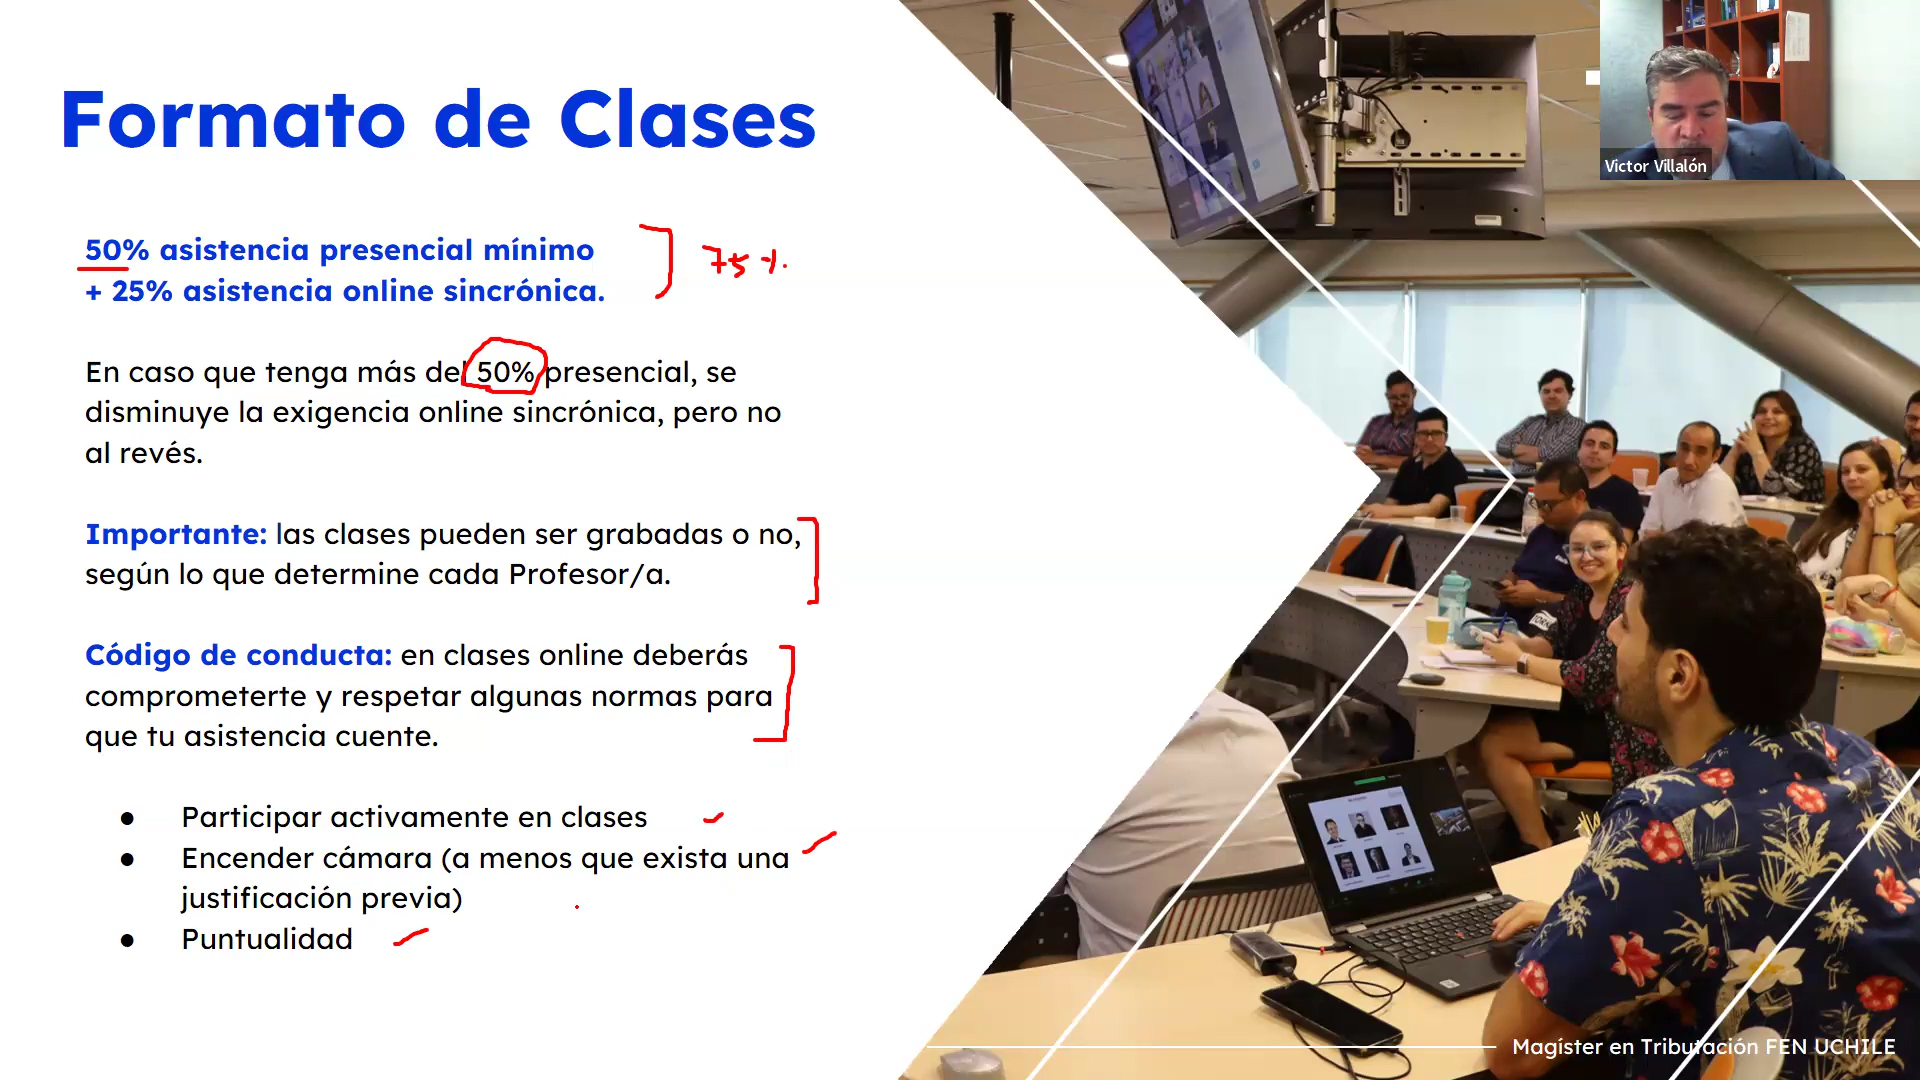 Formato de Clases
50% asistencia presencial mínimo
+ 25% asistencia online sincrónica.
75 %.
En caso que tenga más del 50% presencial, se
disminuye la exigencia online sincrónica, pero no
al revés.
Importante: las clases pueden ser grabadas o no,
según lo que determine cada Profesor/a.
Código de conducta: en clases online deberás
comprometerte y respetar algunas normas para
que tu asistencia cuente.
● Participar activamente en clases
● Encender cámara (a menos que exista una
justificación previa)
● Puntualidad
Victor Villalón
Magíster en Tributación FEN UCHILE